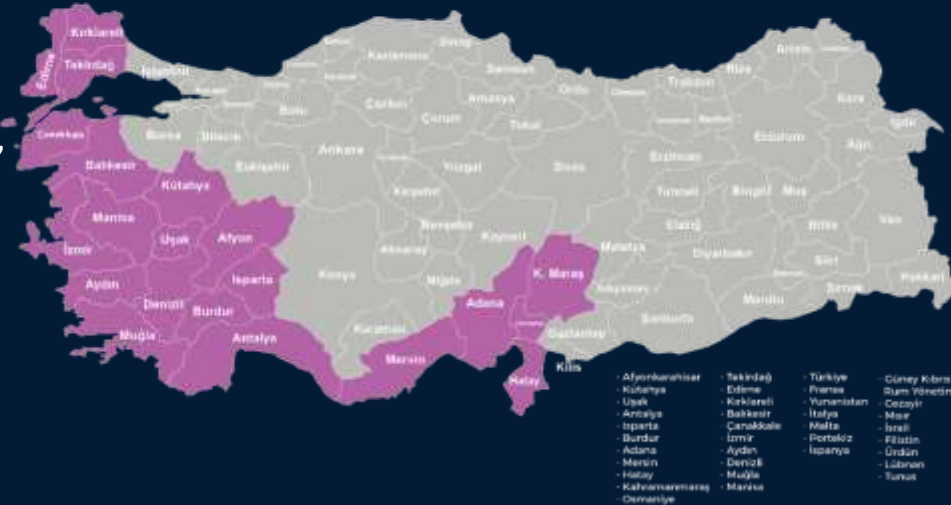 Kırklareli
Edirne
Tekirdağ
İstanbul
Çanakkale
Balıkesir
Bursa
Bilecik
Kütahya
Eskişehir
Manisa
Uşak
Afyon
İzmir
Aydın
Denizli
Isparta
Burdur
Muğla
Antalya
Bolu
Ankara
Çankırı
Kastamonu
Sinop
Samsun
Çorum
Amasya
Tokat
Ordu
Yozgat
Sivas
Kırşehir
Nevşehir
Aksaray
Kayseri
Niğde
Konya
Karaman
Mersin
Adana
K. Maraş
Hatay
Gaziantep
Kilis
Malatya
Adıyaman
Şanlıurfa
Trabzon
Rize
Artvin
Kars
Iğdır
Ağrı
Erzurum
Erzincan
Tunceli
Bingöl
Muş
Elazığ
Diyarbakır
Bitlis
Van
Siirt
Mardin
Şırnak
Hakkari
- Afyonkarahisar
- Kütahya
- Uşak
- Antalya
- Isparta
- Burdur
- Adana
- Mersin
- Hatay
- Kahramanmaraş
- Osmaniye
- Tekirdağ
- Edirne
- Kırklareli
- Balıkesir
- Çanakkale
- İzmir
- Aydın
- Denizli
- Muğla
- Manisa
- Türkiye
- Fransa
- Yunanistan
- İtalya
- Malta
- Portekiz
- İspanya
- Güney Kıbrıs
Rum Yönetim
- Cezayir
- Mısır
- İsrail
- Filistin
- Ürdün
- Lübnan
- Tunus